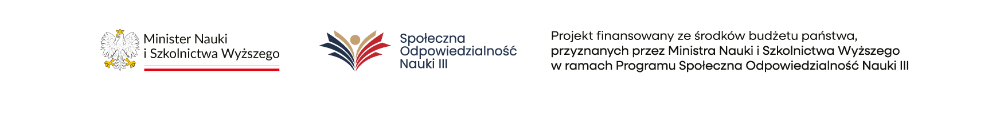 Minister Nauki
i Szkolnictwa Wyższego
Społeczna
Odpowiedzialność
Nauki III
Projekt finansowany ze środków budżetu państwa,
przyznanych przez Ministra Nauki i Szkolnictwa Wyższego
w ramach Programu Społeczna Odpowiedzialność Nauki III